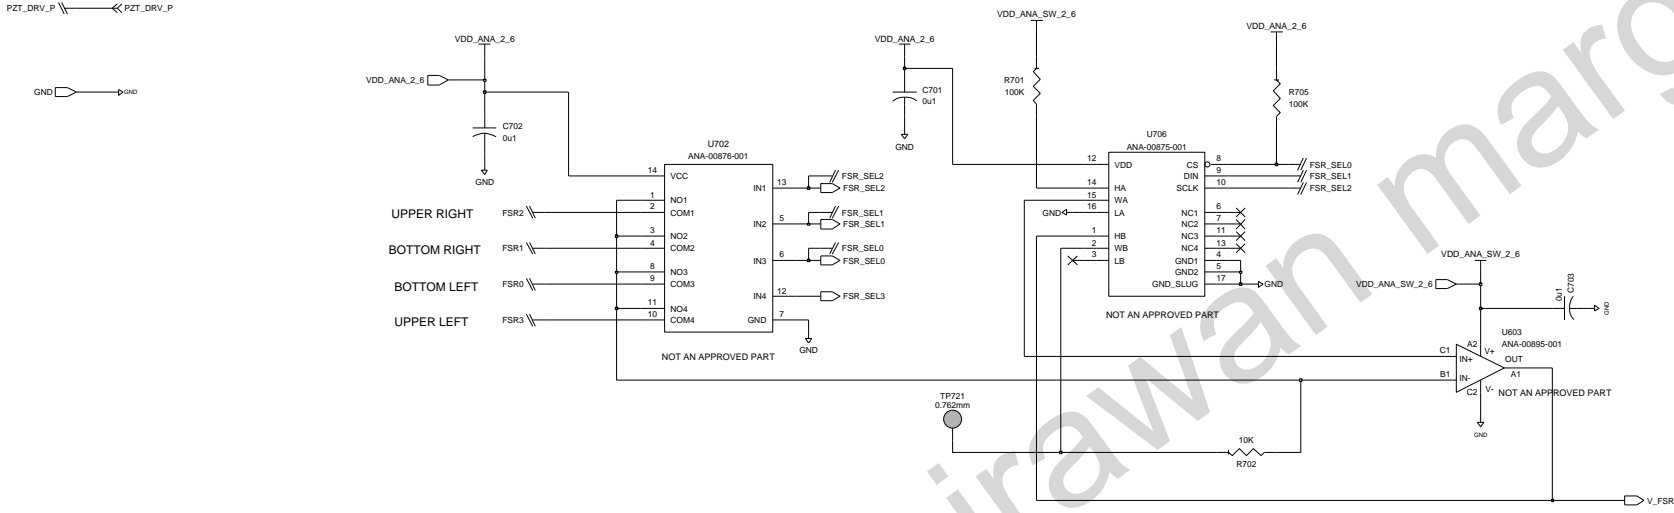 PZT_DRV_P PZT_DRV_P
GND GND
VDD_ANA_2_6
VDD_ANA_2_6
C702
0u1
GND
U702
ANA-00876-001
14 VCC
1 NO1
2 COM1
3 NO2
4 COM2
8 NO3
9 COM3
11 NO4
10 COM4
IN1 13
IN2 5
IN3 6
IN4 12
GND 7
FSR_SEL2
FSR_SEL2
FSR_SEL1
FSR_SEL1
FSR_SEL0
FSR_SEL0
FSR_SEL3
GND
UPPER RIGHT FSR2
BOTTOM RIGHT FSR1
BOTTOM LEFT FSR0
UPPER LEFT FSR3
NOT AN APPROVED PART
VDD_ANA_2_6
C701
0u1
GND
VDD_ANA_SW_2_6
R701
100K
VDD_ANA_2_6
R705
100K
U706
ANA-00875-001
12 VDD
14 HA
15 WA
GND 16 LA
1 HB
2 WB
3 LB
CS 8 FSR_SEL0
DIN 9 FSR_SEL1
SCLK 10 FSR_SEL2
NC1 6
NC2 7
NC3 11
NC4 13
GND1 4
GND2 5
GND_SLUG 17 GND
NOT AN APPROVED PART
VDD_ANA_SW_2_6
VDD_ANA_SW_2_6
0u1
C703
GND
U603
ANA-00895-001
C1 IN+
B1 IN-
A2 V+
C2 V-
OUT
A1
NOT AN APPROVED PART
GND
TP721
0.762mm
10K
R702
V_FSR
irawan marg